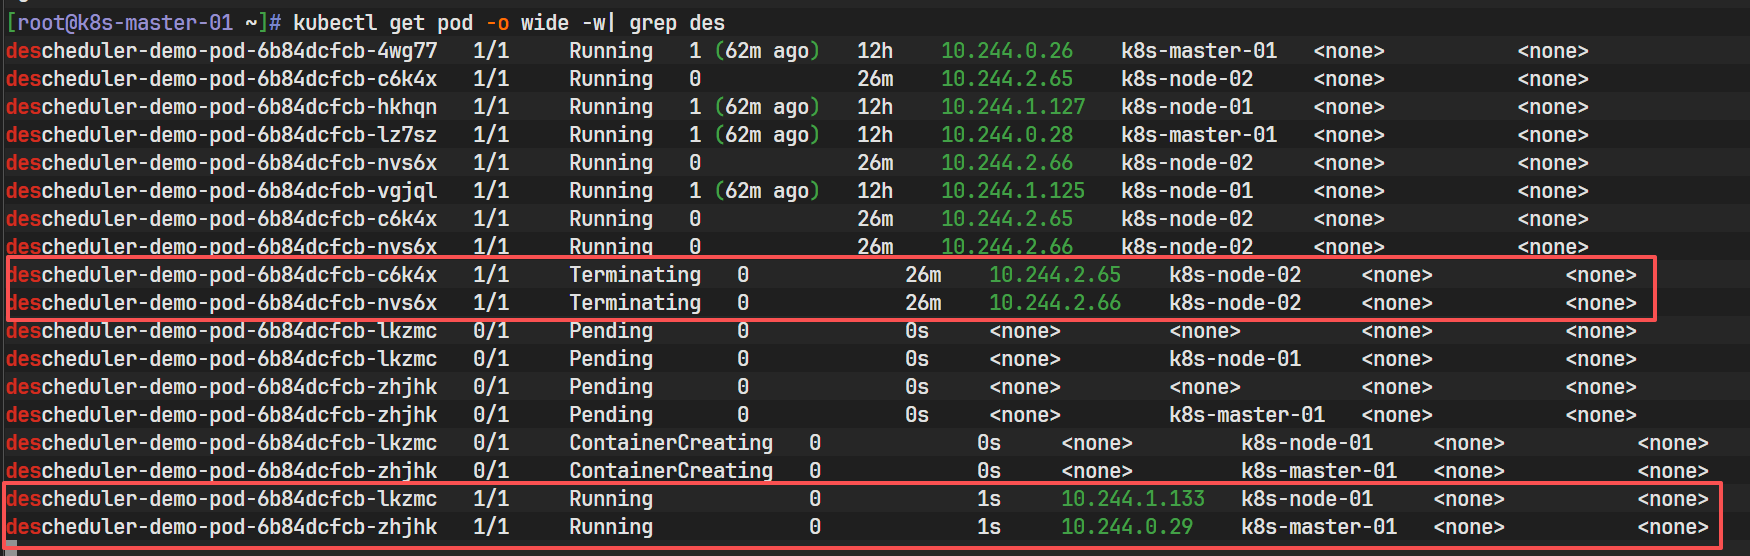 [root@k8s-master-01 ~]# kubectl get pod -o wide -w| grep des
descheduler-demo-pod-6b84dcfcb-4wg77   1/1     Running   1 (62m ago)   12h   10.244.0.26    k8s-master-01   <none>           <none>
descheduler-demo-pod-6b84dcfcb-c6k4x   1/1     Running   0             26m   10.244.2.65    k8s-node-02     <none>           <none>
descheduler-demo-pod-6b84dcfcb-hkhqn   1/1     Running   1 (62m ago)   12h   10.244.1.127   k8s-node-01     <none>           <none>
descheduler-demo-pod-6b84dcfcb-lz7sz   1/1     Running   1 (62m ago)   12h   10.244.0.28    k8s-master-01   <none>           <none>
descheduler-demo-pod-6b84dcfcb-nvs6x   1/1     Running   0             26m   10.244.2.66    k8s-node-02     <none>           <none>
descheduler-demo-pod-6b84dcfcb-vgjql   1/1     Running   1 (62m ago)   12h   10.244.1.125   k8s-node-01     <none>           <none>
descheduler-demo-pod-6b84dcfcb-c6k4x   1/1     Running   0             26m   10.244.2.65    k8s-node-02     <none>           <none>
descheduler-demo-pod-6b84dcfcb-nvs6x   1/1     Running   0             26m   10.244.2.66    k8s-node-02     <none>           <none>
descheduler-demo-pod-6b84dcfcb-c6k4x   1/1     Terminating   0             26m   10.244.2.65    k8s-node-02     <none>           <none>
descheduler-demo-pod-6b84dcfcb-nvs6x   1/1     Terminating   0             26m   10.244.2.66    k8s-node-02     <none>           <none>
descheduler-demo-pod-6b84dcfcb-lkzmc   0/1     Pending       0             0s    <none>         <none>          <none>           <none>
descheduler-demo-pod-6b84dcfcb-lkzmc   0/1     Pending       0             0s    <none>         k8s-node-01     <none>           <none>
descheduler-demo-pod-6b84dcfcb-zhjhk   0/1     Pending       0             0s    <none>         <none>          <none>           <none>
descheduler-demo-pod-6b84dcfcb-zhjhk   0/1     Pending       0             0s    <none>         k8s-master-01   <none>           <none>
descheduler-demo-pod-6b84dcfcb-lkzmc   0/1     ContainerCreating   0             0s    <none>         k8s-node-01     <none>           <none>
descheduler-demo-pod-6b84dcfcb-zhjhk   0/1     ContainerCreating   0             0s    <none>         k8s-master-01   <none>           <none>
descheduler-demo-pod-6b84dcfcb-lkzmc   1/1     Running             0             1s    10.244.1.133   k8s-node-01     <none>           <none>
descheduler-demo-pod-6b84dcfcb-zhjhk   1/1     Running             0             1s    10.244.0.29    k8s-master-01   <none>           <none>